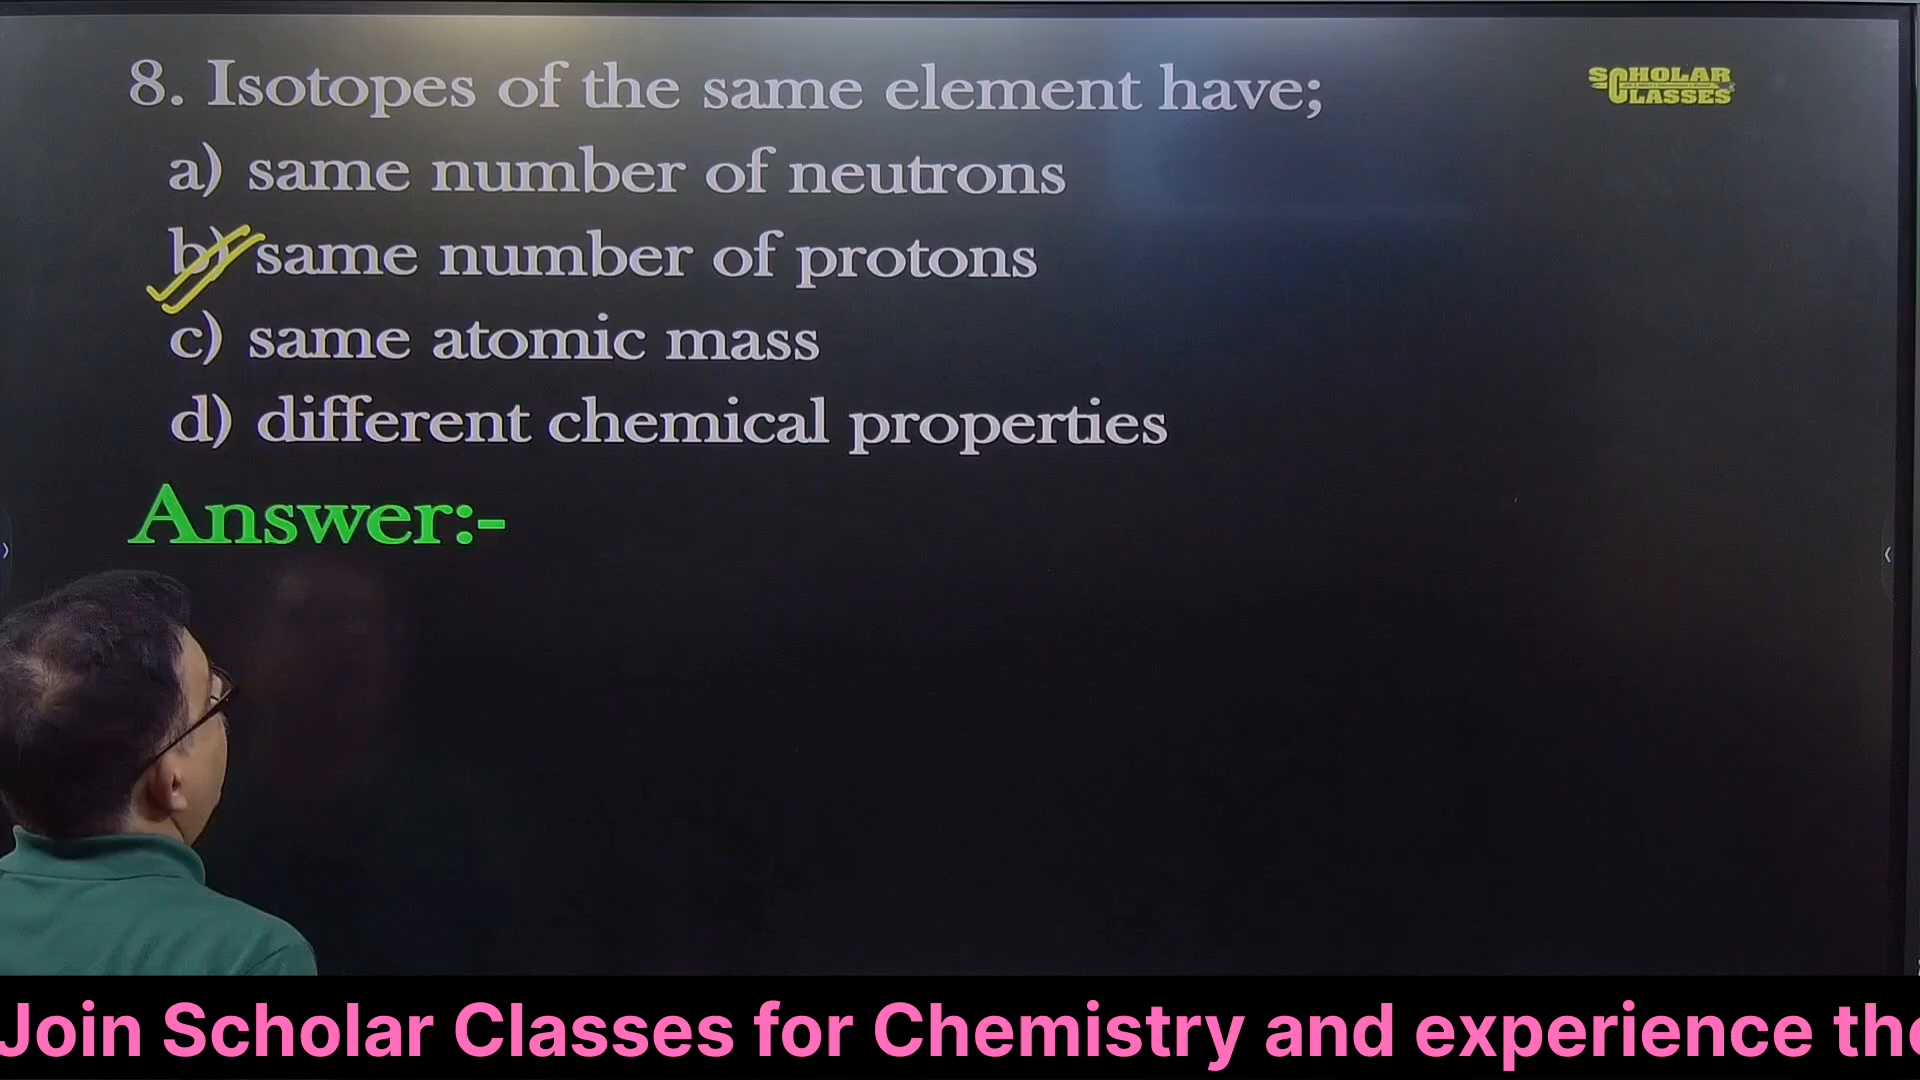 8. Isotopes of the same element have;
SCHOLAR
CLASSES
a) same number of neutrons
b) same number of protons
c) same atomic mass
d) different chemical properties
Answer:-
Join Scholar Classes for Chemistry and experience the